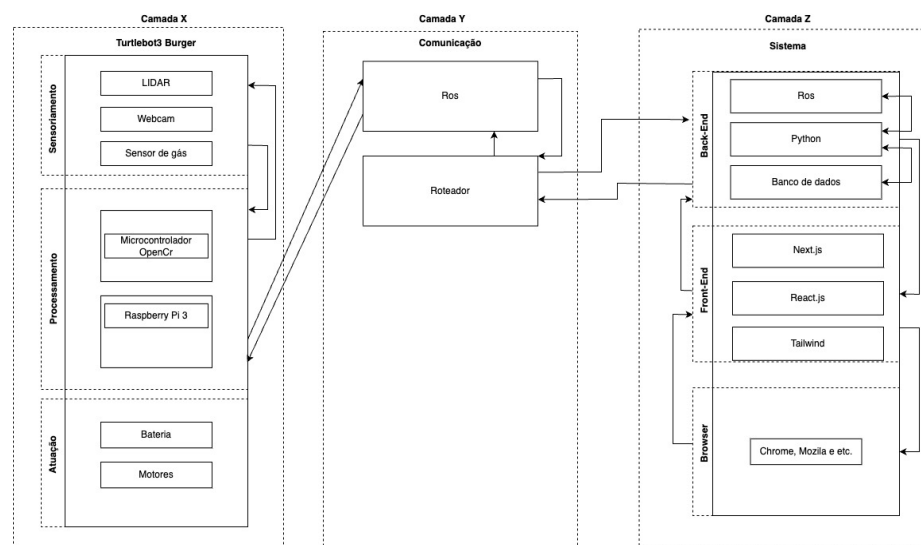 Camada X
Camada Y
Camada Z
Turtlebot3 Burger
Sensoriamento
LIDAR
Webcam
Sensor de gás
Processamento
Microcontrolador
OpenCr
Raspberry Pi 3
Atuação
Bateria
Motores
Comunicação
Ros
Roteador
Sistema
Back-End
Ros
Python
Banco de dados
Front-End
Next.js
React.js
Tailwind
Browser
Chrome, Mozila e etc.